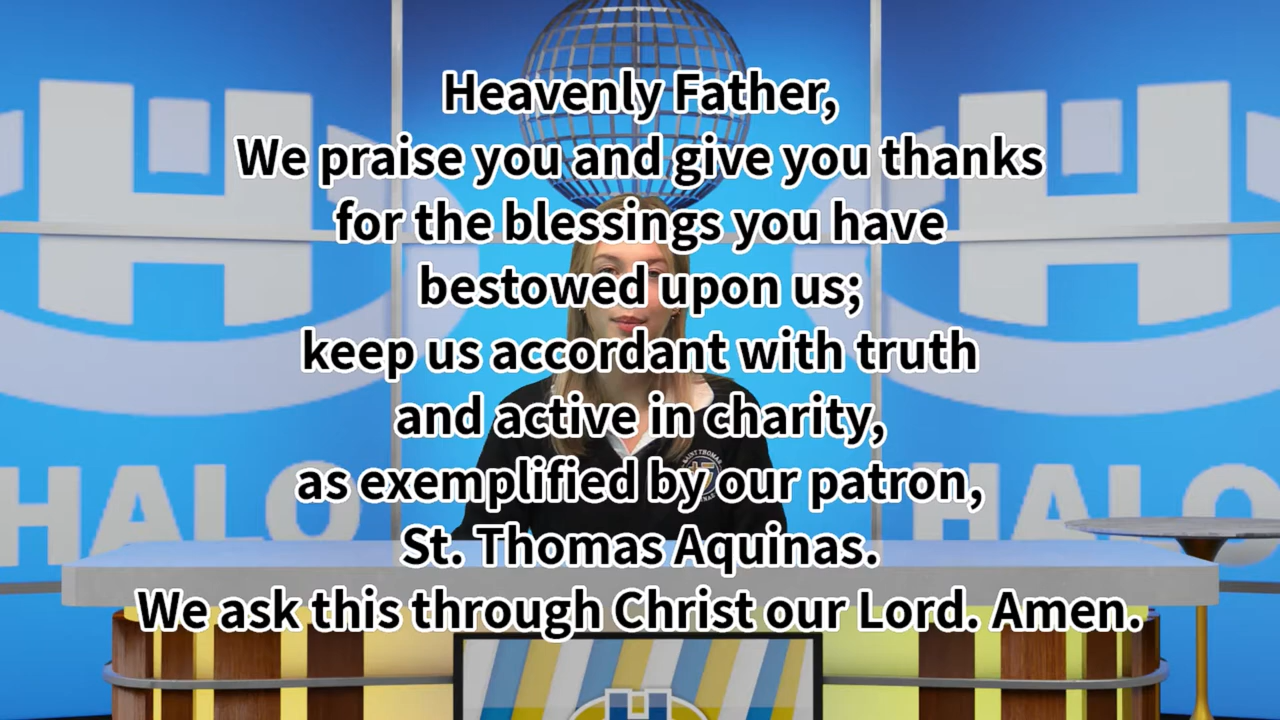 Heavenly Father,
We praise you and give you thanks
for the blessings you have
bestowed upon us;
keep us accordant with truth
and active in charity,
as exemplified by our patron,
St. Thomas Aquinas.
We ask this through Christ our Lord. Amen.
HALO
HALO
SAINT THOMAS